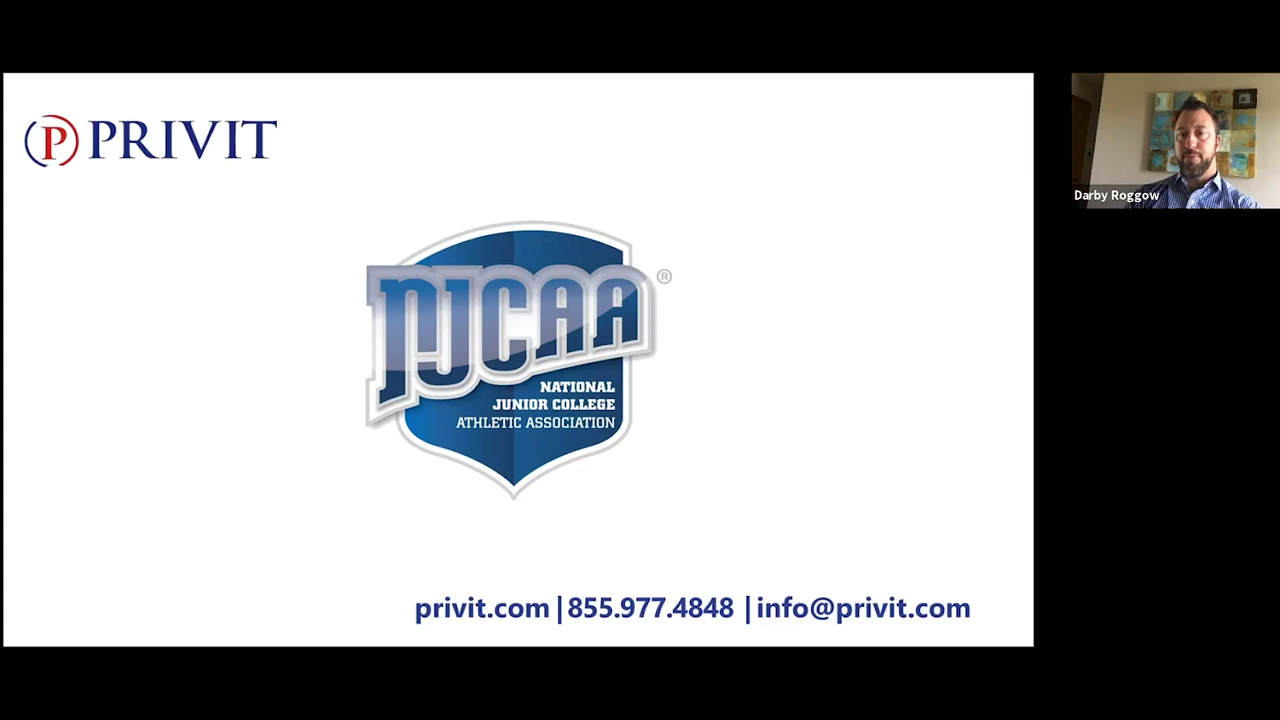 P PRIVIT
NJCAA ®
NATIONAL
JUNIOR COLLEGE
ATHLETIC ASSOCIATION
privit.com | 855.977.4848 | info@privit.com
Darby Roggow